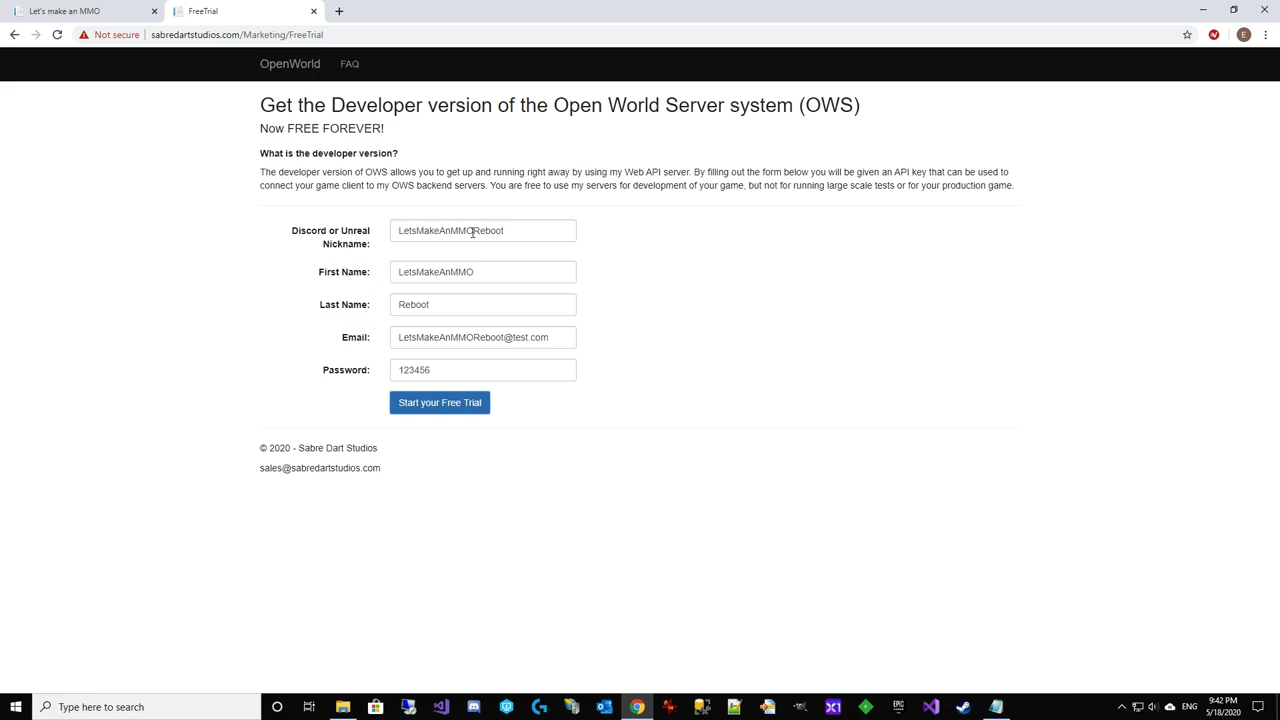 Let's make an MMO
FreeTrial
Not secure
sabredartstudios.com/Marketing/FreeTrial
E
OpenWorld
FAQ
Get the Developer version of the Open World Server system (OWS)
Now FREE FOREVER!
What is the developer version?
The developer version of OWS allows you to get up and running right away by using my Web API server. By filling out the form below you will be given an API key that can be used to
connect your game client to my OWS backend servers. You are free to use my servers for development of your game, but not for running large scale tests or for your production game.
Discord or Unreal
Nickname:
LetsMakeAnMMOReboot
First Name:
LetsMakeAnMMO
Last Name:
Reboot
Email:
LetsMakeAnMMOReboot@test.com
Password:
123456
Start your Free Trial
© 2020 - Sabre Dart Studios
sales@sabredartstudios.com
Type here to search
X1
EPIC
ENG
9:42 PM
5/18/2020